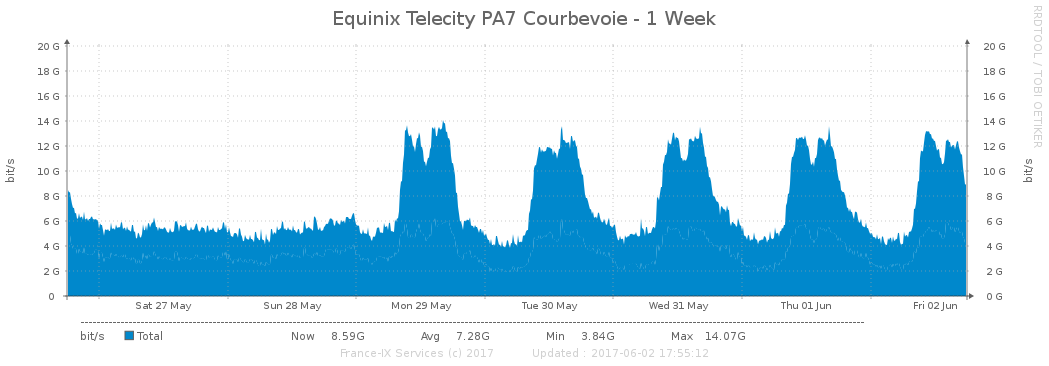 Equinix Telecity PA7 Courbevoie - 1 Week
RRDTOOL / TOBI OETIKER
bit/s
20 G 20 G
18 G 18 G
16 G 16 G
14 G 14 G
12 G 12 G
10 G 10 G
8 G 8 G
6 G 6 G
4 G 4 G
2 G 2 G
0 0 G
bit/s
Sat 27 May Sun 28 May Mon 29 May Tue 30 May Wed 31 May Thu 01 Jun Fri 02 Jun
bit/s Total Now 8.59G Avg 7.28G Min 3.84G Max 14.07G
France-IX Services (c) 2017 Updated : 2017-06-02 17:55:12